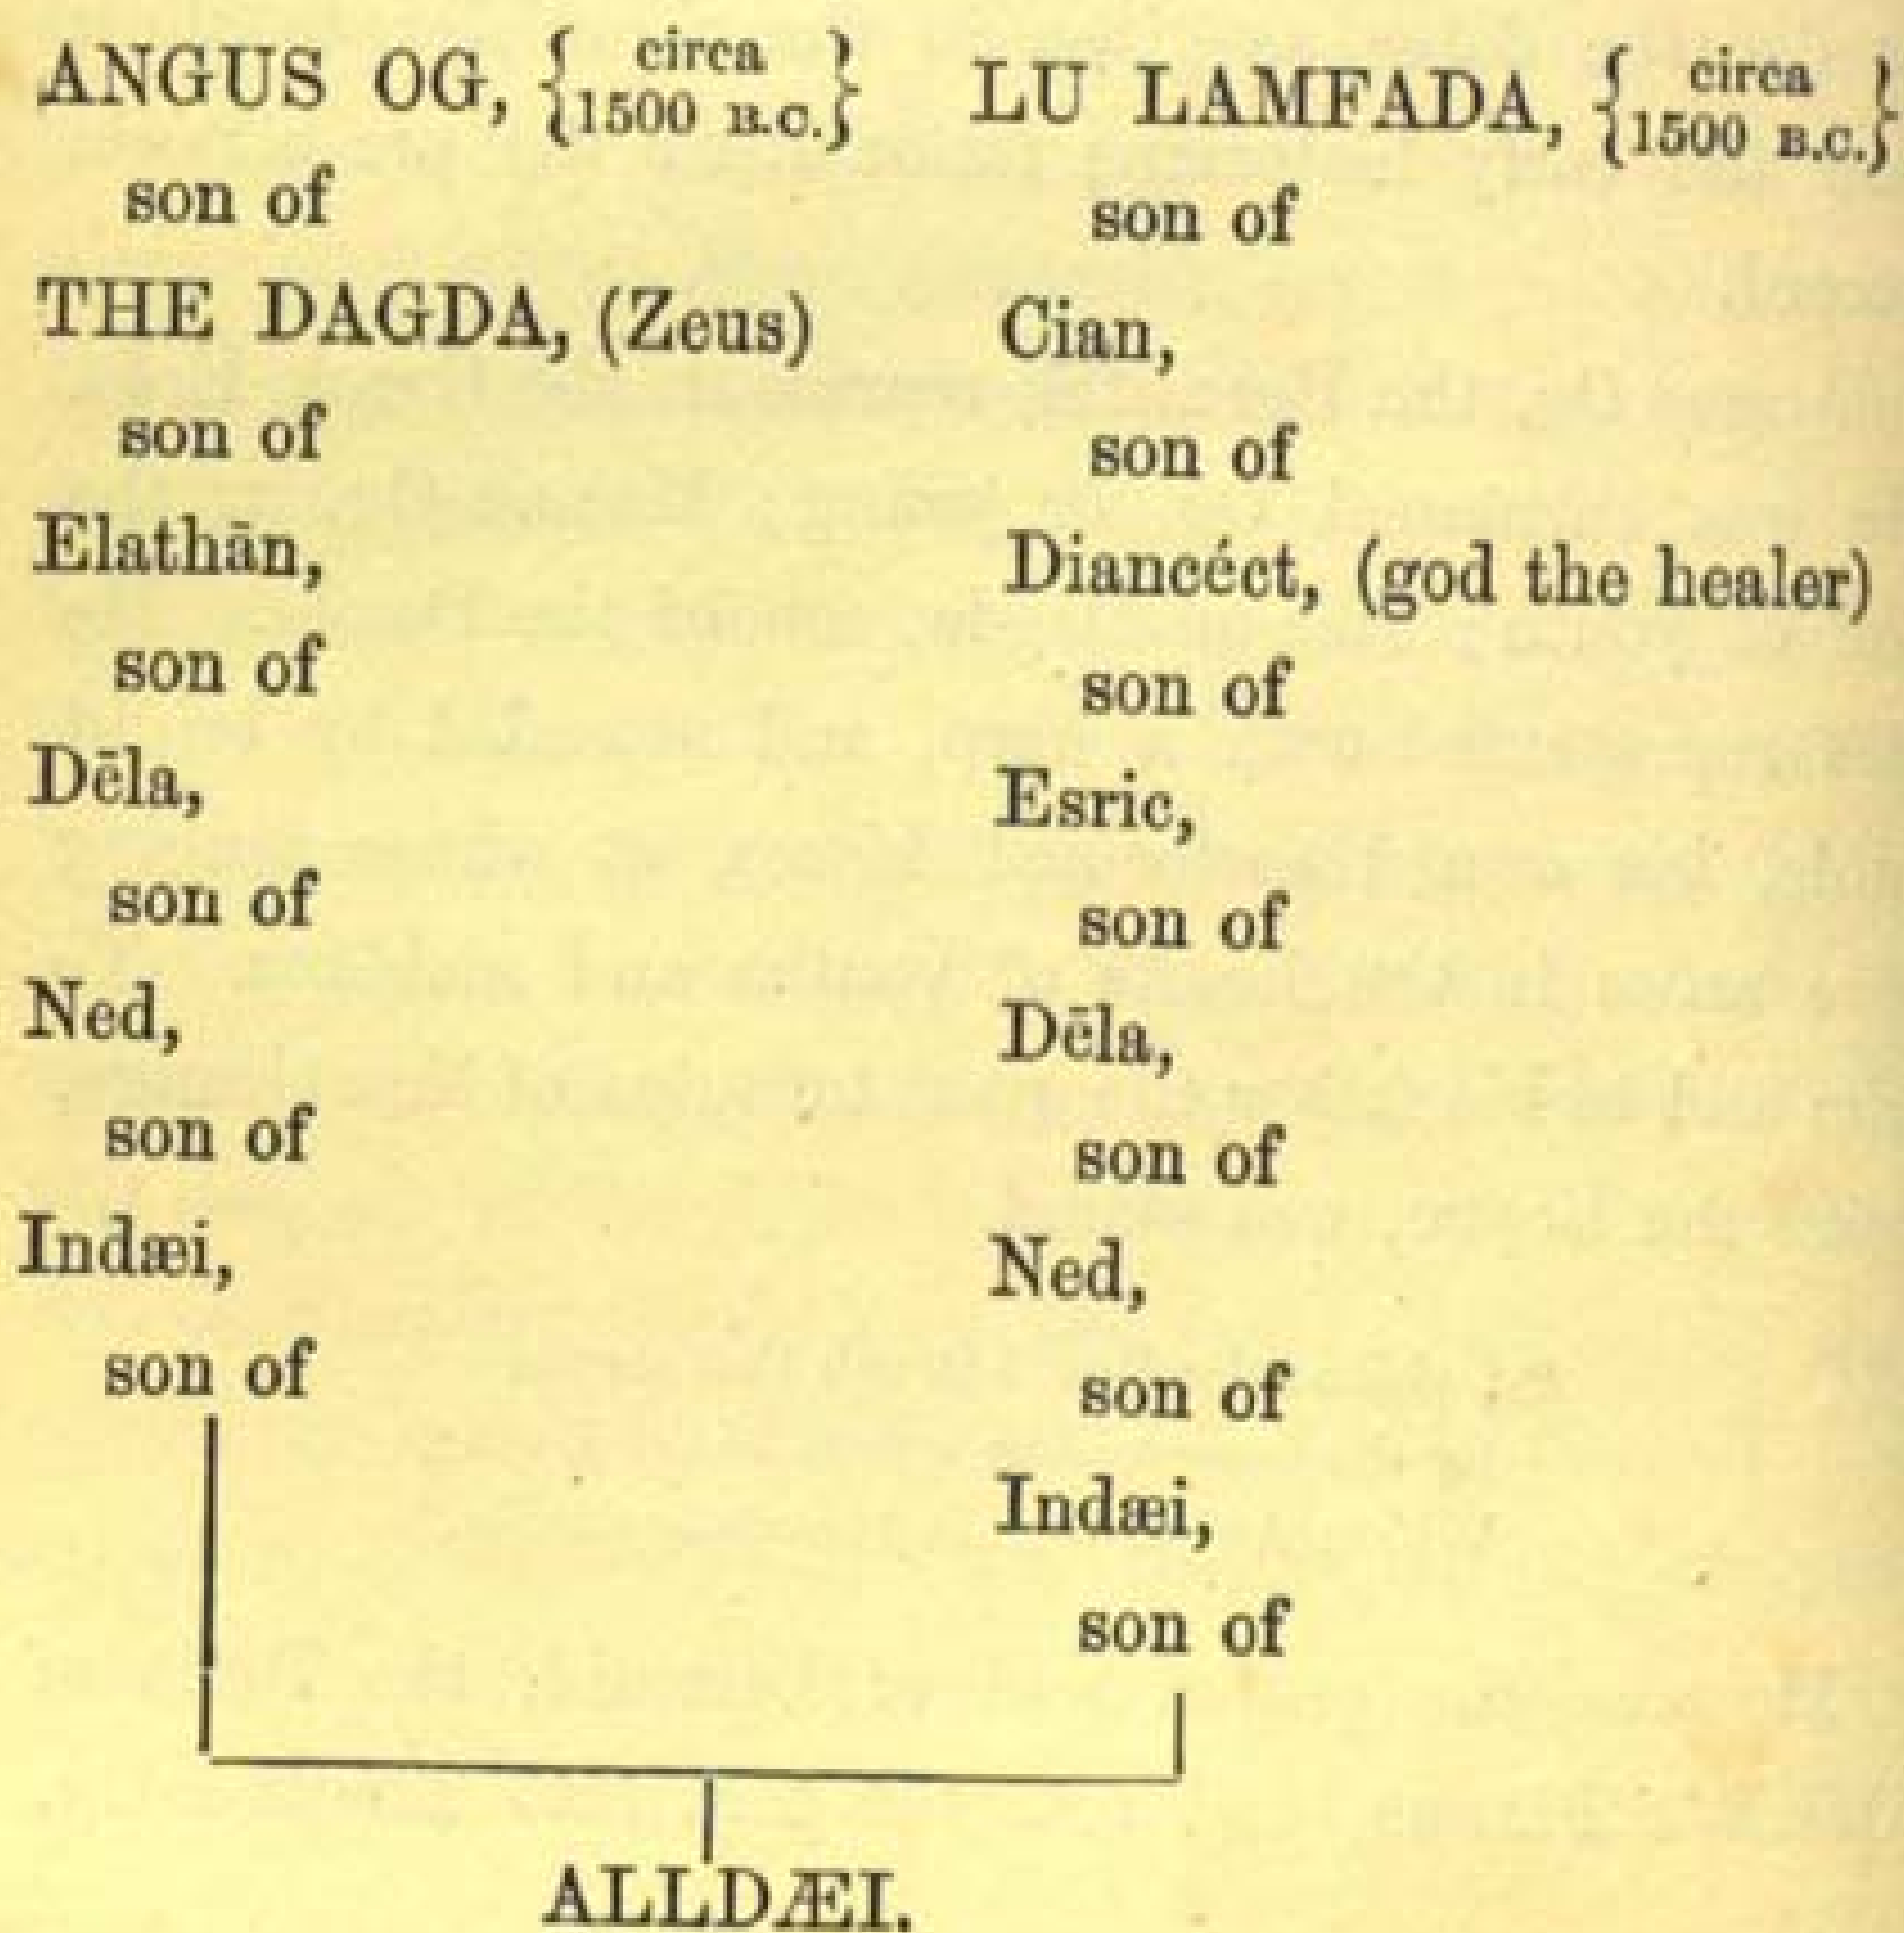 ANGUS OG, { circa 1500 B.C. }
son of
THE DAGDA, (Zeus)
son of
Elathān,
son of
Dēla,
son of
Ned,
son of
Indæi,
son of
LU LAMFADA, { circa 1500 B.C. }
son of
Cian,
son of
Diancéct, (god the healer)
son of
Esric,
son of
Dēla,
son of
Ned,
son of
Indæi,
son of
ALLDÆI.